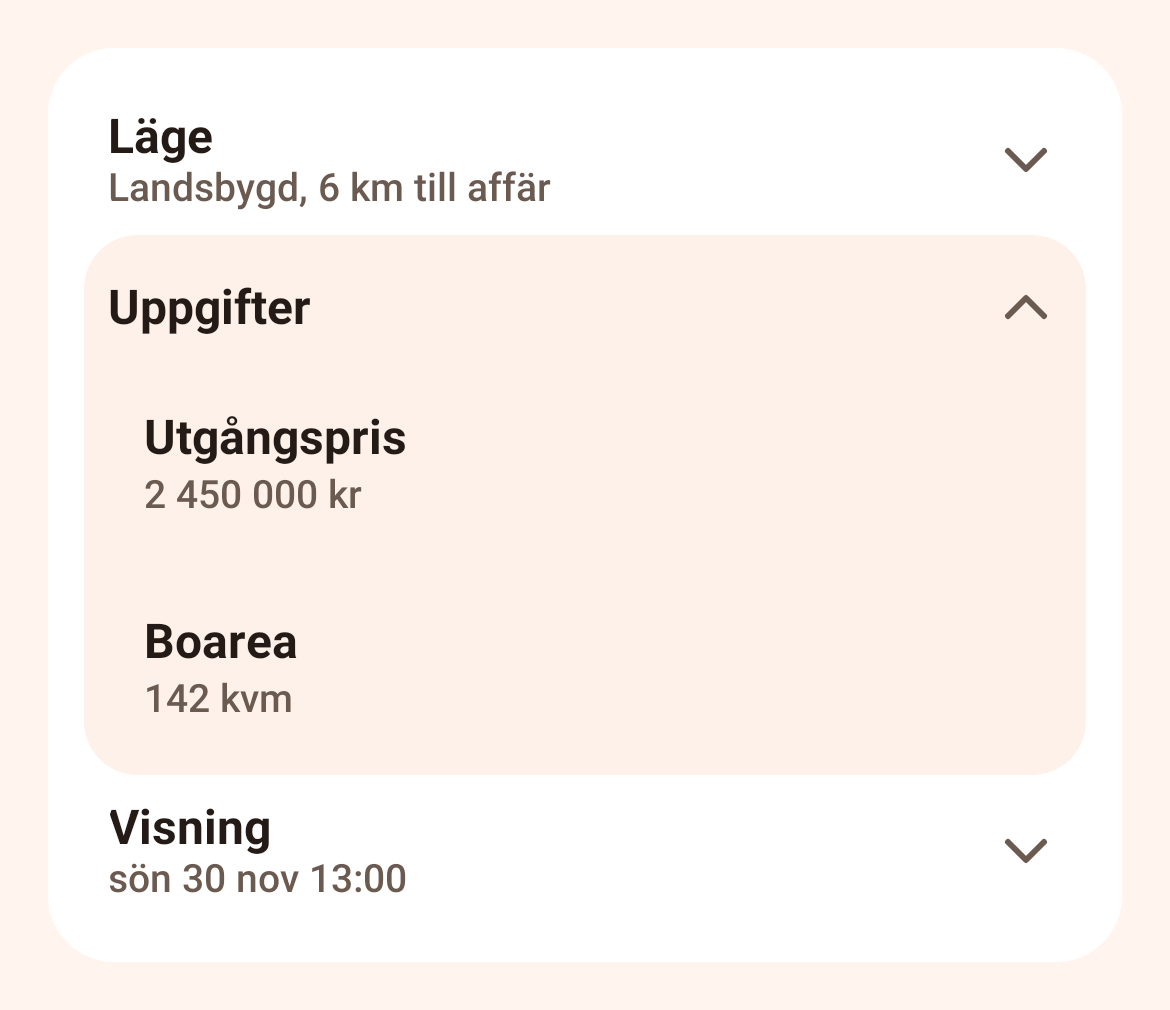 Läge
Landsbygd, 6 km till affär
Uppgifter
Utgångspris
2 450 000 kr
Boarea
142 kvm
Visning
sön 30 nov 13:00